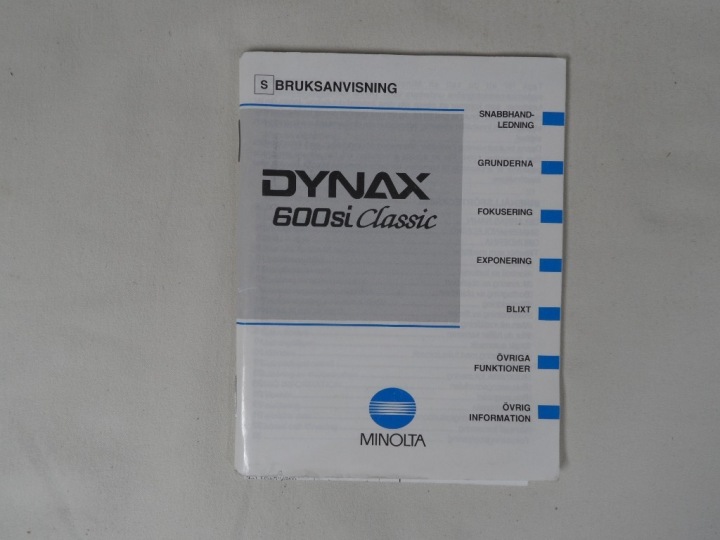 S BRUKSANVISNING
DYNAX
600si Classic
SNABBHAND-
LEDNING
GRUNDERNA
FOKUSERING
EXPONERING
BLIXT
ÖVRIGA
FUNKTIONER
ÖVRIG
INFORMATION
MINOLTA